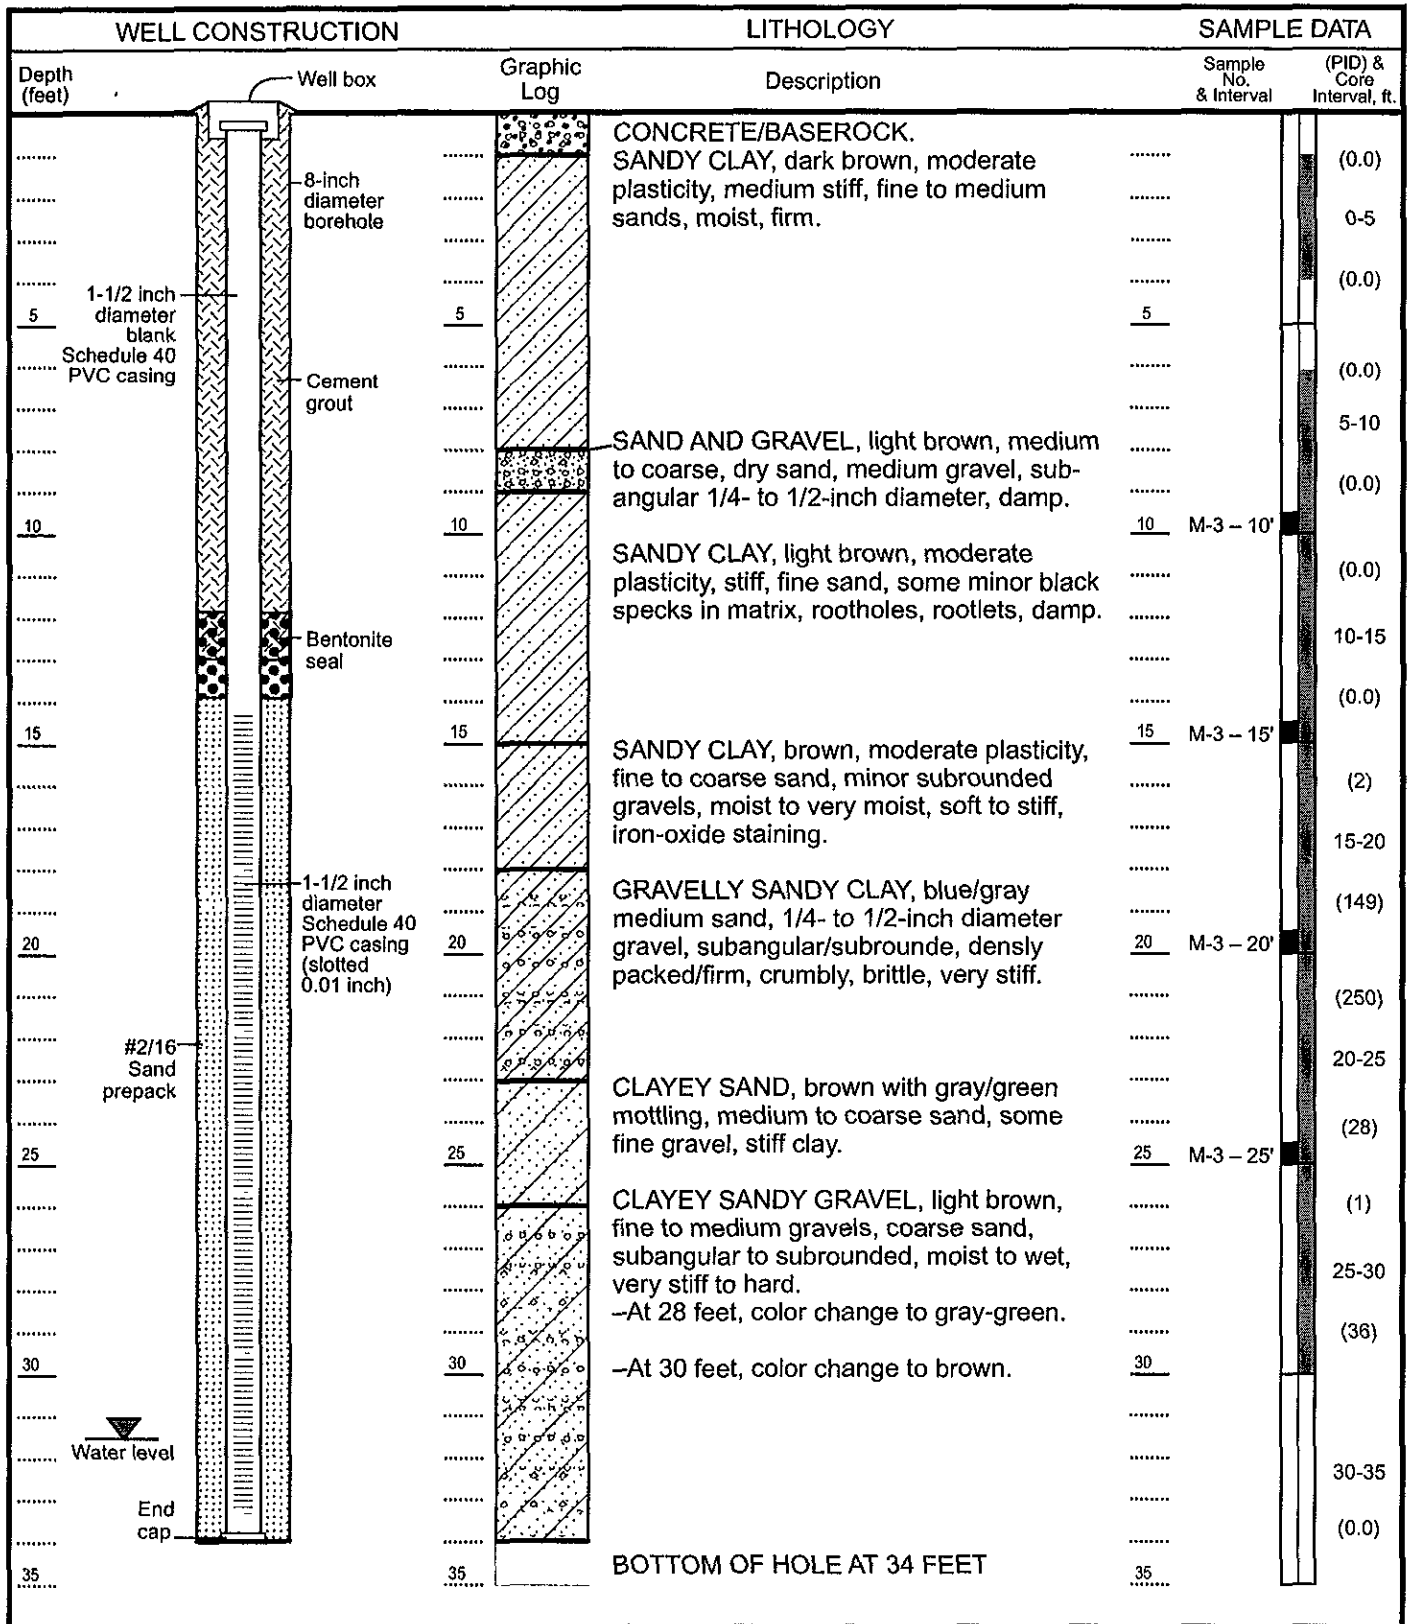 WELL CONSTRUCTION
LITHOLOGY
SAMPLE DATA
Depth
(feet)
Well box
Graphic
Log
Description
Sample
No.
& Interval
(PID) &
Core
Interval, ft.
8-inch
diameter
borehole
1-1/2 inch
diameter
blank
Schedule 40
PVC casing
Cement
grout
Bentonite
seal
1-1/2 inch
diameter
Schedule 40
PVC casing
(slotted
0.01 inch)
#2/16
Sand
prepack
Water level
End
cap
5
10
15
20
25
30
35
5
10
15
20
25
30
35
CONCRETE/BASEROCK.
SANDY CLAY, dark brown, moderate
plasticity, medium stiff, fine to medium
sands, moist, firm.
SAND AND GRAVEL, light brown, medium
to coarse, dry sand, medium gravel, sub-
angular 1/4- to 1/2-inch diameter, damp.
SANDY CLAY, light brown, moderate
plasticity, stiff, fine sand, some minor black
specks in matrix, rootholes, rootlets, damp.
SANDY CLAY, brown, moderate plasticity,
fine to coarse sand, minor subrounded
gravels, moist to very moist, soft to stiff,
iron-oxide staining.
GRAVELLY SANDY CLAY, blue/gray
medium sand, 1/4- to 1/2-inch diameter
gravel, subangular/subrounde, densly
packed/firm, crumbly, brittle, very stiff.
CLAYEY SAND, brown with gray/green
mottling, medium to coarse sand, some
fine gravel, stiff clay.
CLAYEY SANDY GRAVEL, light brown,
fine to medium gravels, coarse sand,
subangular to subrounded, moist to wet,
very stiff to hard.
–At 28 feet, color change to gray-green.
–At 30 feet, color change to brown.
BOTTOM OF HOLE AT 34 FEET
5
10 M-3 – 10'
15 M-3 – 15'
20 M-3 – 20'
25 M-3 – 25'
30
35
(0.0)
0-5
(0.0)
(0.0)
5-10
(0.0)
(0.0)
10-15
(0.0)
(2)
15-20
(149)
(250)
20-25
(28)
(1)
25-30
(36)
30-35
(0.0)